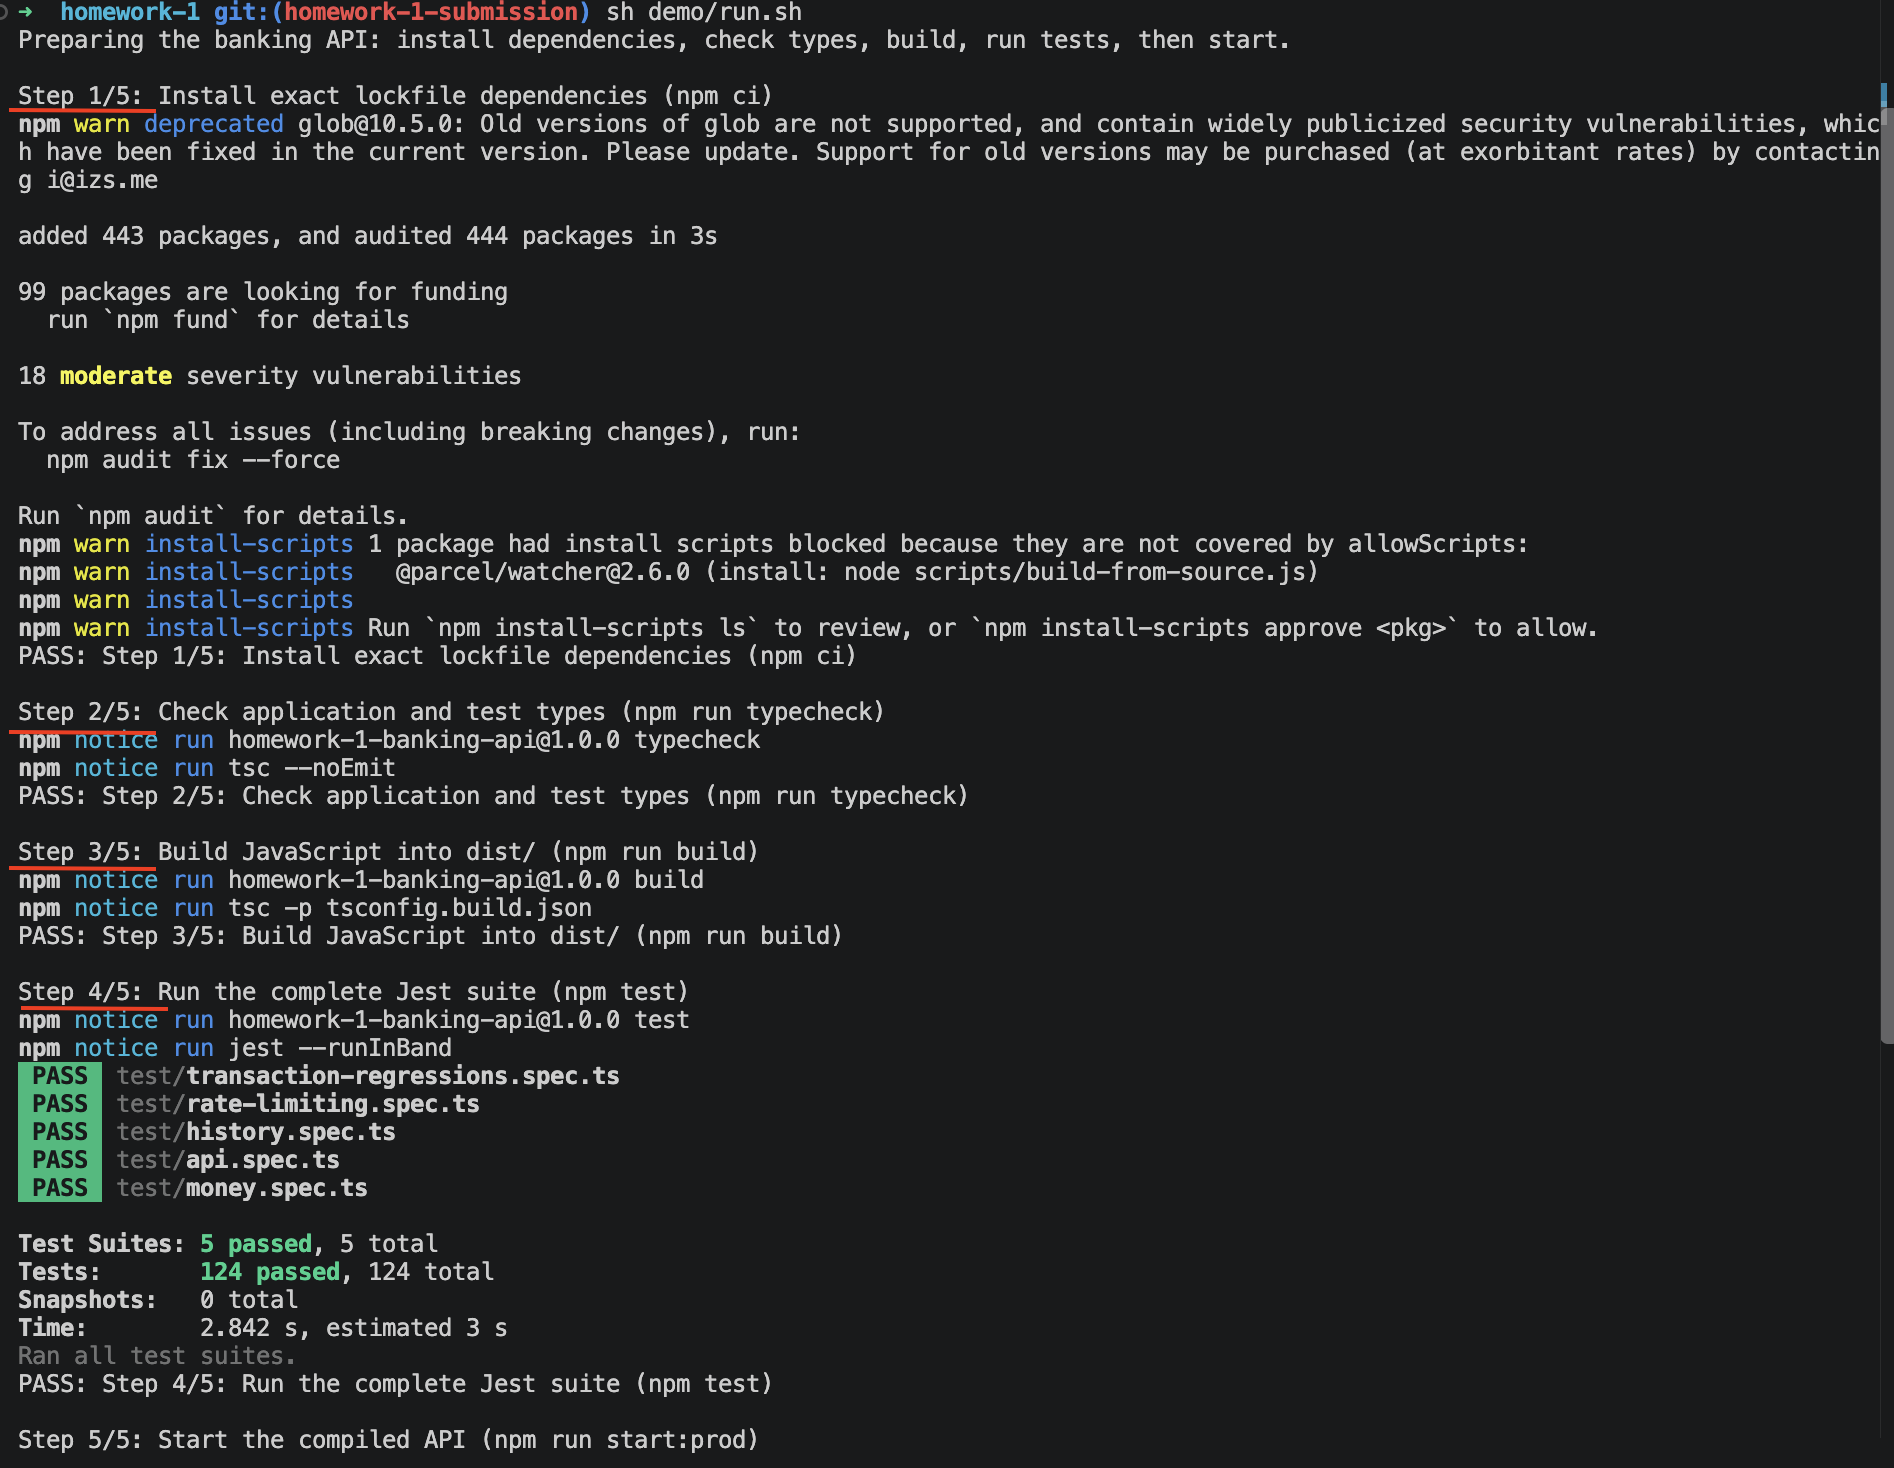 ➜  homework-1 git:(homework-1-submission) sh demo/run.sh
Preparing the banking API: install dependencies, check types, build, run tests, then start.

Step 1/5: Install exact lockfile dependencies (npm ci)
npm warn deprecated glob@10.5.0: Old versions of glob are not supported, and contain widely publicized security vulnerabilities, whic
h have been fixed in the current version. Please update. Support for old versions may be purchased (at exorbitant rates) by contactin
g i@izs.me

added 443 packages, and audited 444 packages in 3s

99 packages are looking for funding
  run `npm fund` for details

18 moderate severity vulnerabilities

To address all issues (including breaking changes), run:
  npm audit fix --force

Run `npm audit` for details.
npm warn install-scripts 1 package had install scripts blocked because they are not covered by allowScripts:
npm warn install-scripts   @parcel/watcher@2.6.0 (install: node scripts/build-from-source.js)
npm warn install-scripts
npm warn install-scripts Run `npm install-scripts ls` to review, or `npm install-scripts approve <pkg>` to allow.
PASS: Step 1/5: Install exact lockfile dependencies (npm ci)

Step 2/5: Check application and test types (npm run typecheck)
npm notice run homework-1-banking-api@1.0.0 typecheck
npm notice run tsc --noEmit
PASS: Step 2/5: Check application and test types (npm run typecheck)

Step 3/5: Build JavaScript into dist/ (npm run build)
npm notice run homework-1-banking-api@1.0.0 build
npm notice run tsc -p tsconfig.build.json
PASS: Step 3/5: Build JavaScript into dist/ (npm run build)

Step 4/5: Run the complete Jest suite (npm test)
npm notice run homework-1-banking-api@1.0.0 test
npm notice run jest --runInBand
PASS test/transaction-regressions.spec.ts
PASS test/rate-limiting.spec.ts
PASS test/history.spec.ts
PASS test/api.spec.ts
PASS test/money.spec.ts

Test Suites: 5 passed, 5 total
Tests:       124 passed, 124 total
Snapshots:   0 total
Time:        2.842 s, estimated 3 s
Ran all test suites.
PASS: Step 4/5: Run the complete Jest suite (npm test)

Step 5/5: Start the compiled API (npm run start:prod)